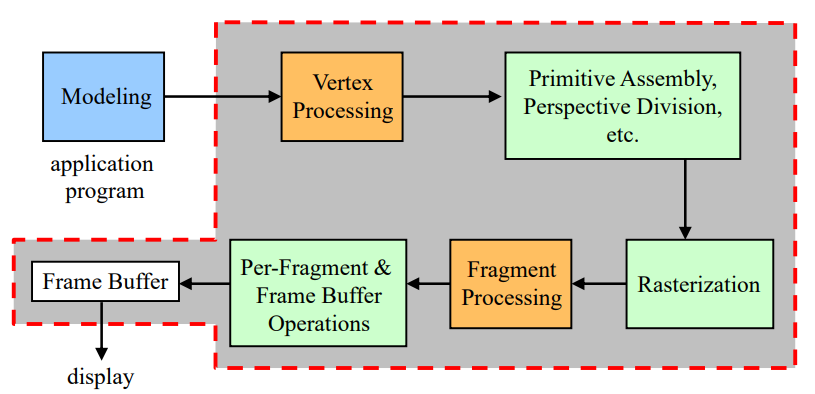 Modeling
application
program
Vertex
Processing
Primitive Assembly,
Perspective Division,
etc.
Rasterization
Fragment
Processing
Per-Fragment &
Frame Buffer
Operations
Frame Buffer
display